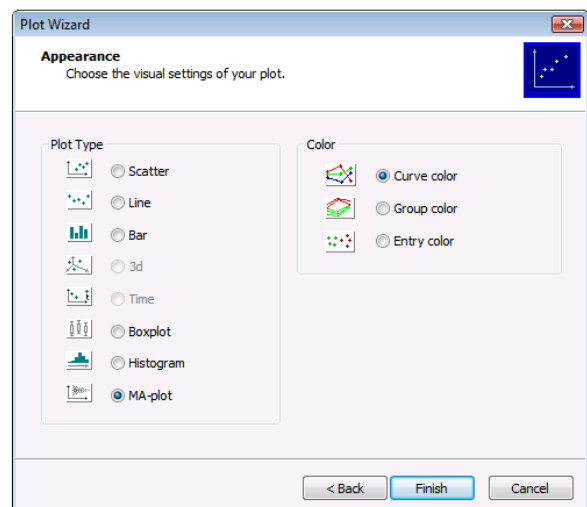 Plot Wizard
Appearance
Choose the visual settings of your plot.
Plot Type
Scatter
Line
Bar
3d
Time
Boxplot
Histogram
MA-plot
Color
Curve color
Group color
Entry color
< Back
Finish
Cancel